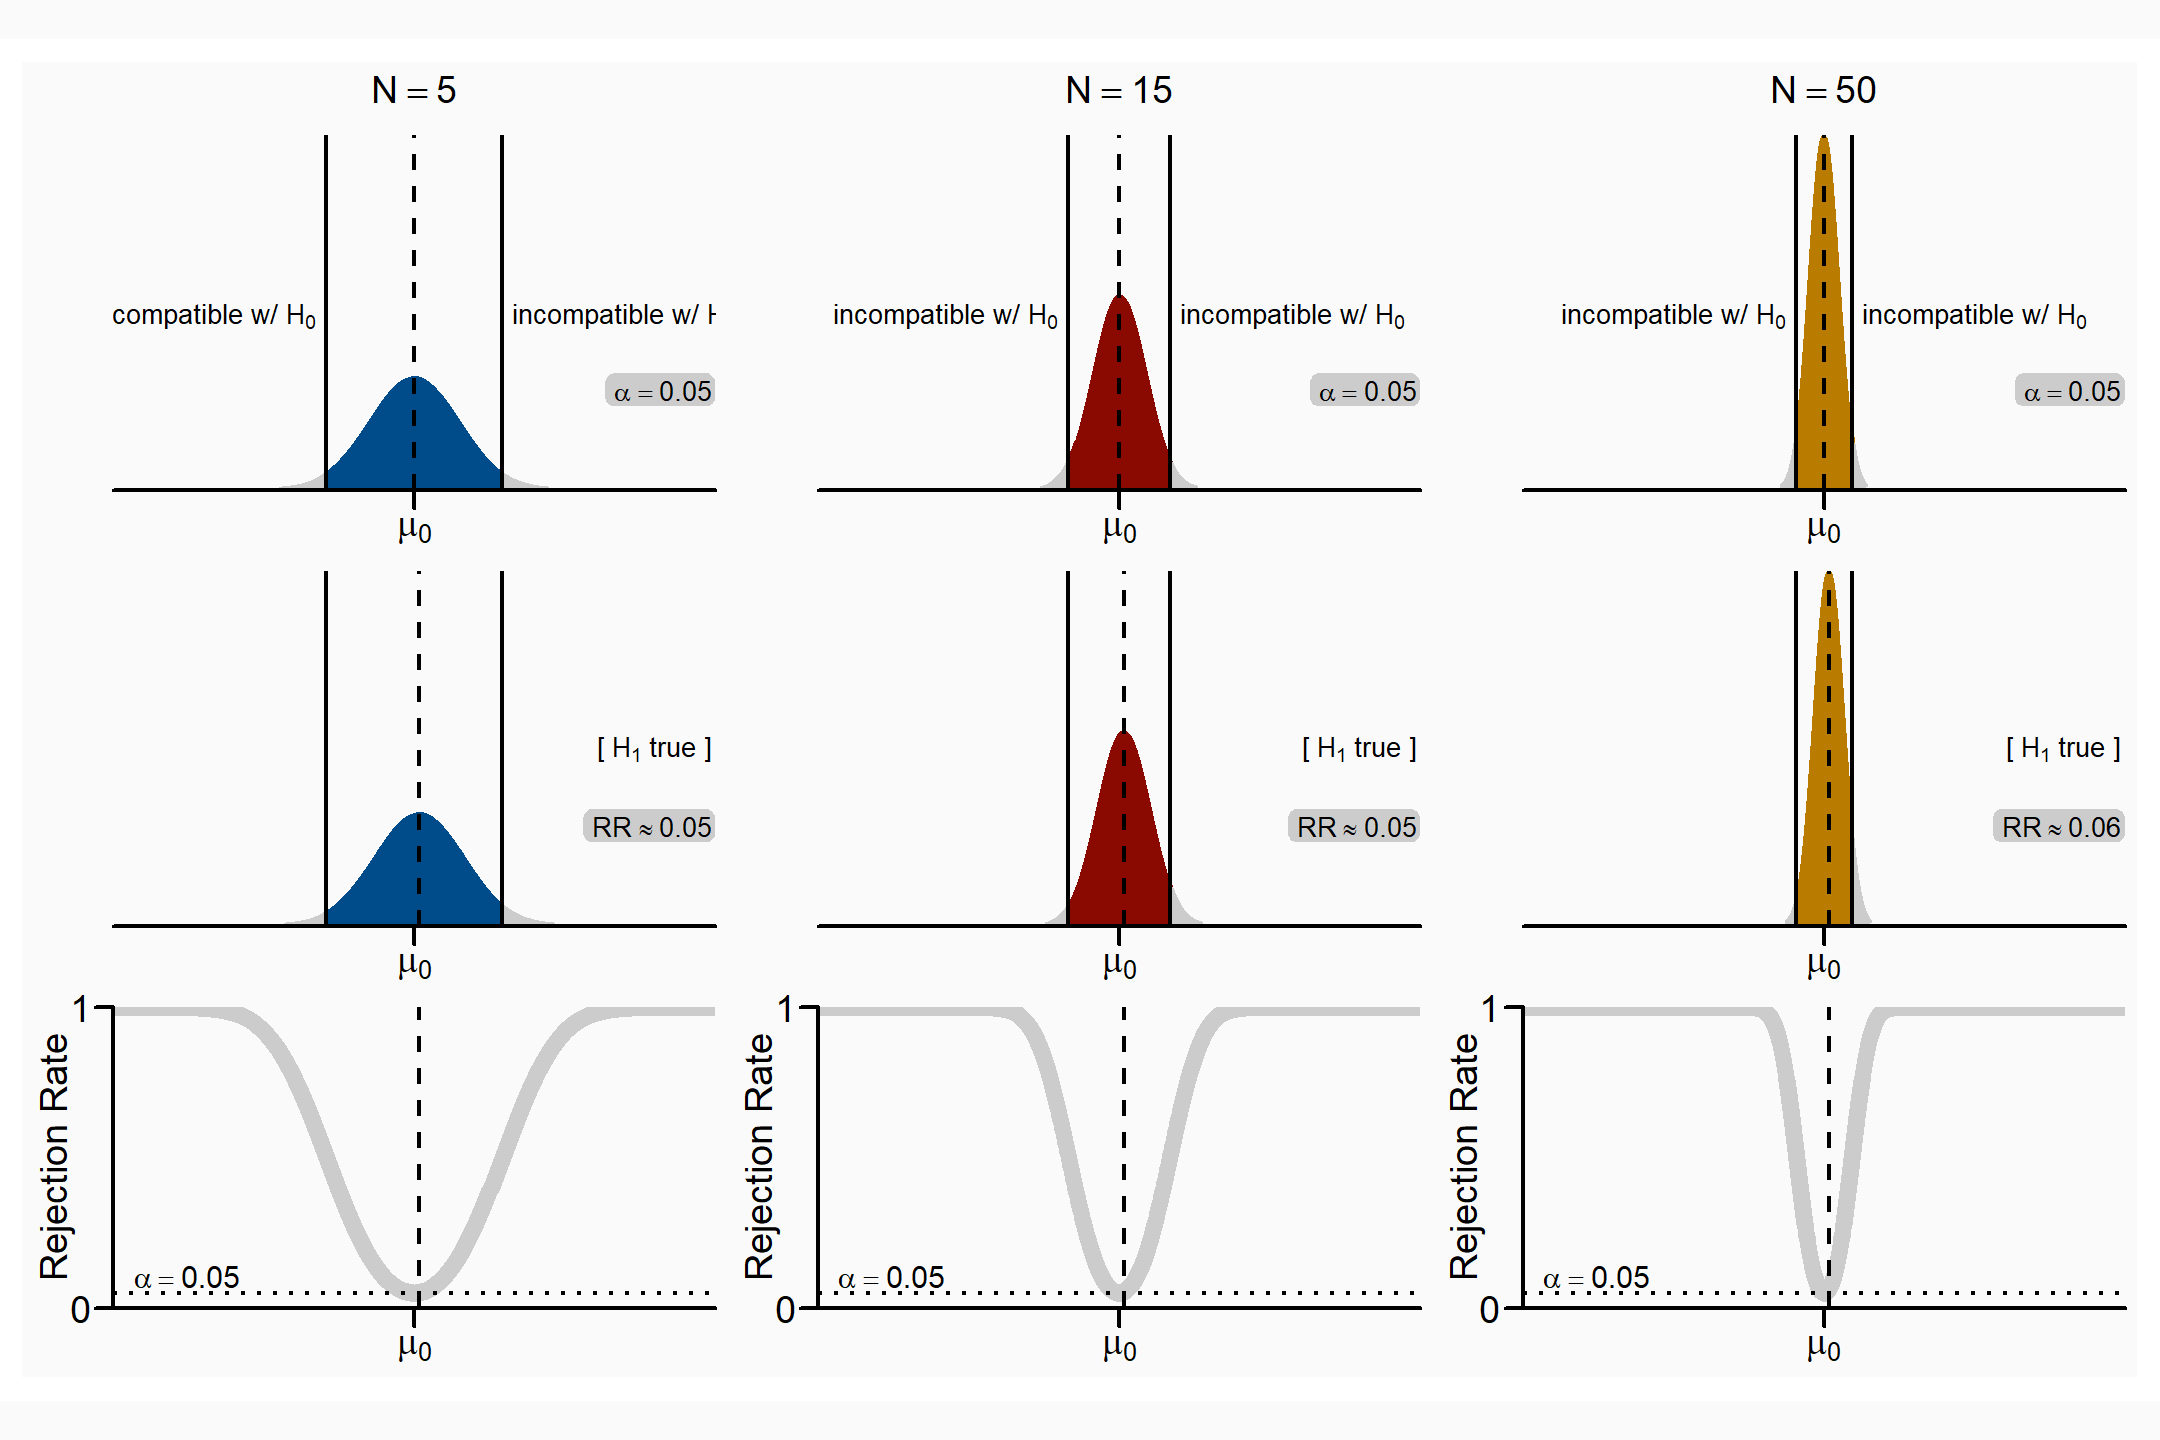 N = 5
N = 15
N = 50
compatible w/ H₀
incompatible w/ H
incompatible w/ H₀
incompatible w/ H₀
incompatible w/ H₀
incompatible w/ H₀
α = 0.05
α = 0.05
α = 0.05
μ₀
μ₀
μ₀
[ H₁ true ]
[ H₁ true ]
[ H₁ true ]
RR ≈ 0.05
RR ≈ 0.05
RR ≈ 0.06
μ₀
μ₀
μ₀
1
Rejection Rate
α = 0.05
0
μ₀
1
Rejection Rate
α = 0.05
0
μ₀
1
Rejection Rate
α = 0.05
0
μ₀